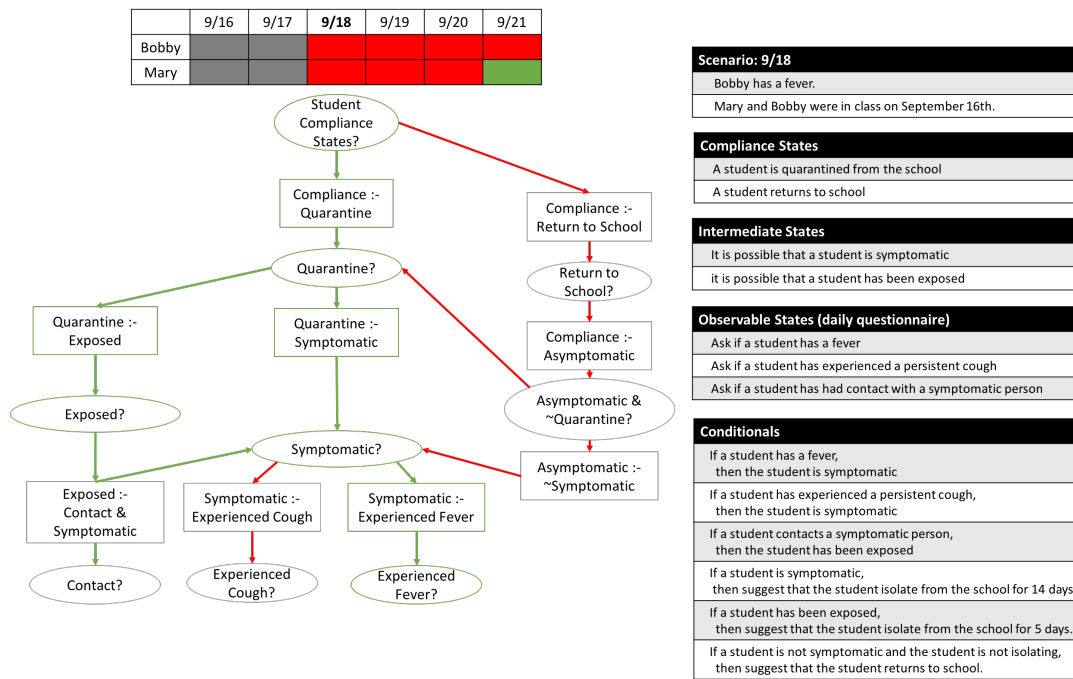 9/16 9/17 9/18 9/19 9/20 9/21
Bobby
Mary
Student
Compliance
States?
Compliance :-
Quarantine
Compliance :-
Return to School
Quarantine?
Return to
School?
Quarantine :-
Exposed
Quarantine :-
Symptomatic
Compliance :-
Asymptomatic
Exposed?
Asymptomatic &
~Quarantine?
Symptomatic?
Exposed :-
Contact &
Symptomatic
Symptomatic :-
Experienced Cough
Symptomatic :-
Experienced Fever
Asymptomatic :-
~Symptomatic
Contact?
Experienced
Cough?
Experienced
Fever?
Scenario: 9/18
Bobby has a fever.
Mary and Bobby were in class on September 16th.
Compliance States
A student is quarantined from the school
A student returns to school
Intermediate States
It is possible that a student is symptomatic
it is possible that a student has been exposed
Observable States (daily questionnaire)
Ask if a student has a fever
Ask if a student has experienced a persistent cough
Ask if a student has had contact with a symptomatic person
Conditionals
If a student has a fever,
then the student is symptomatic
If a student has experienced a persistent cough,
then the student is symptomatic
If a student contacts a symptomatic person,
then the student has been exposed
If a student is symptomatic,
then suggest that the student isolate from the school for 14 days
If a student has been exposed,
then suggest that the student isolate from the school for 5 days.
If a student is not symptomatic and the student is not isolating,
then suggest that the student returns to school.